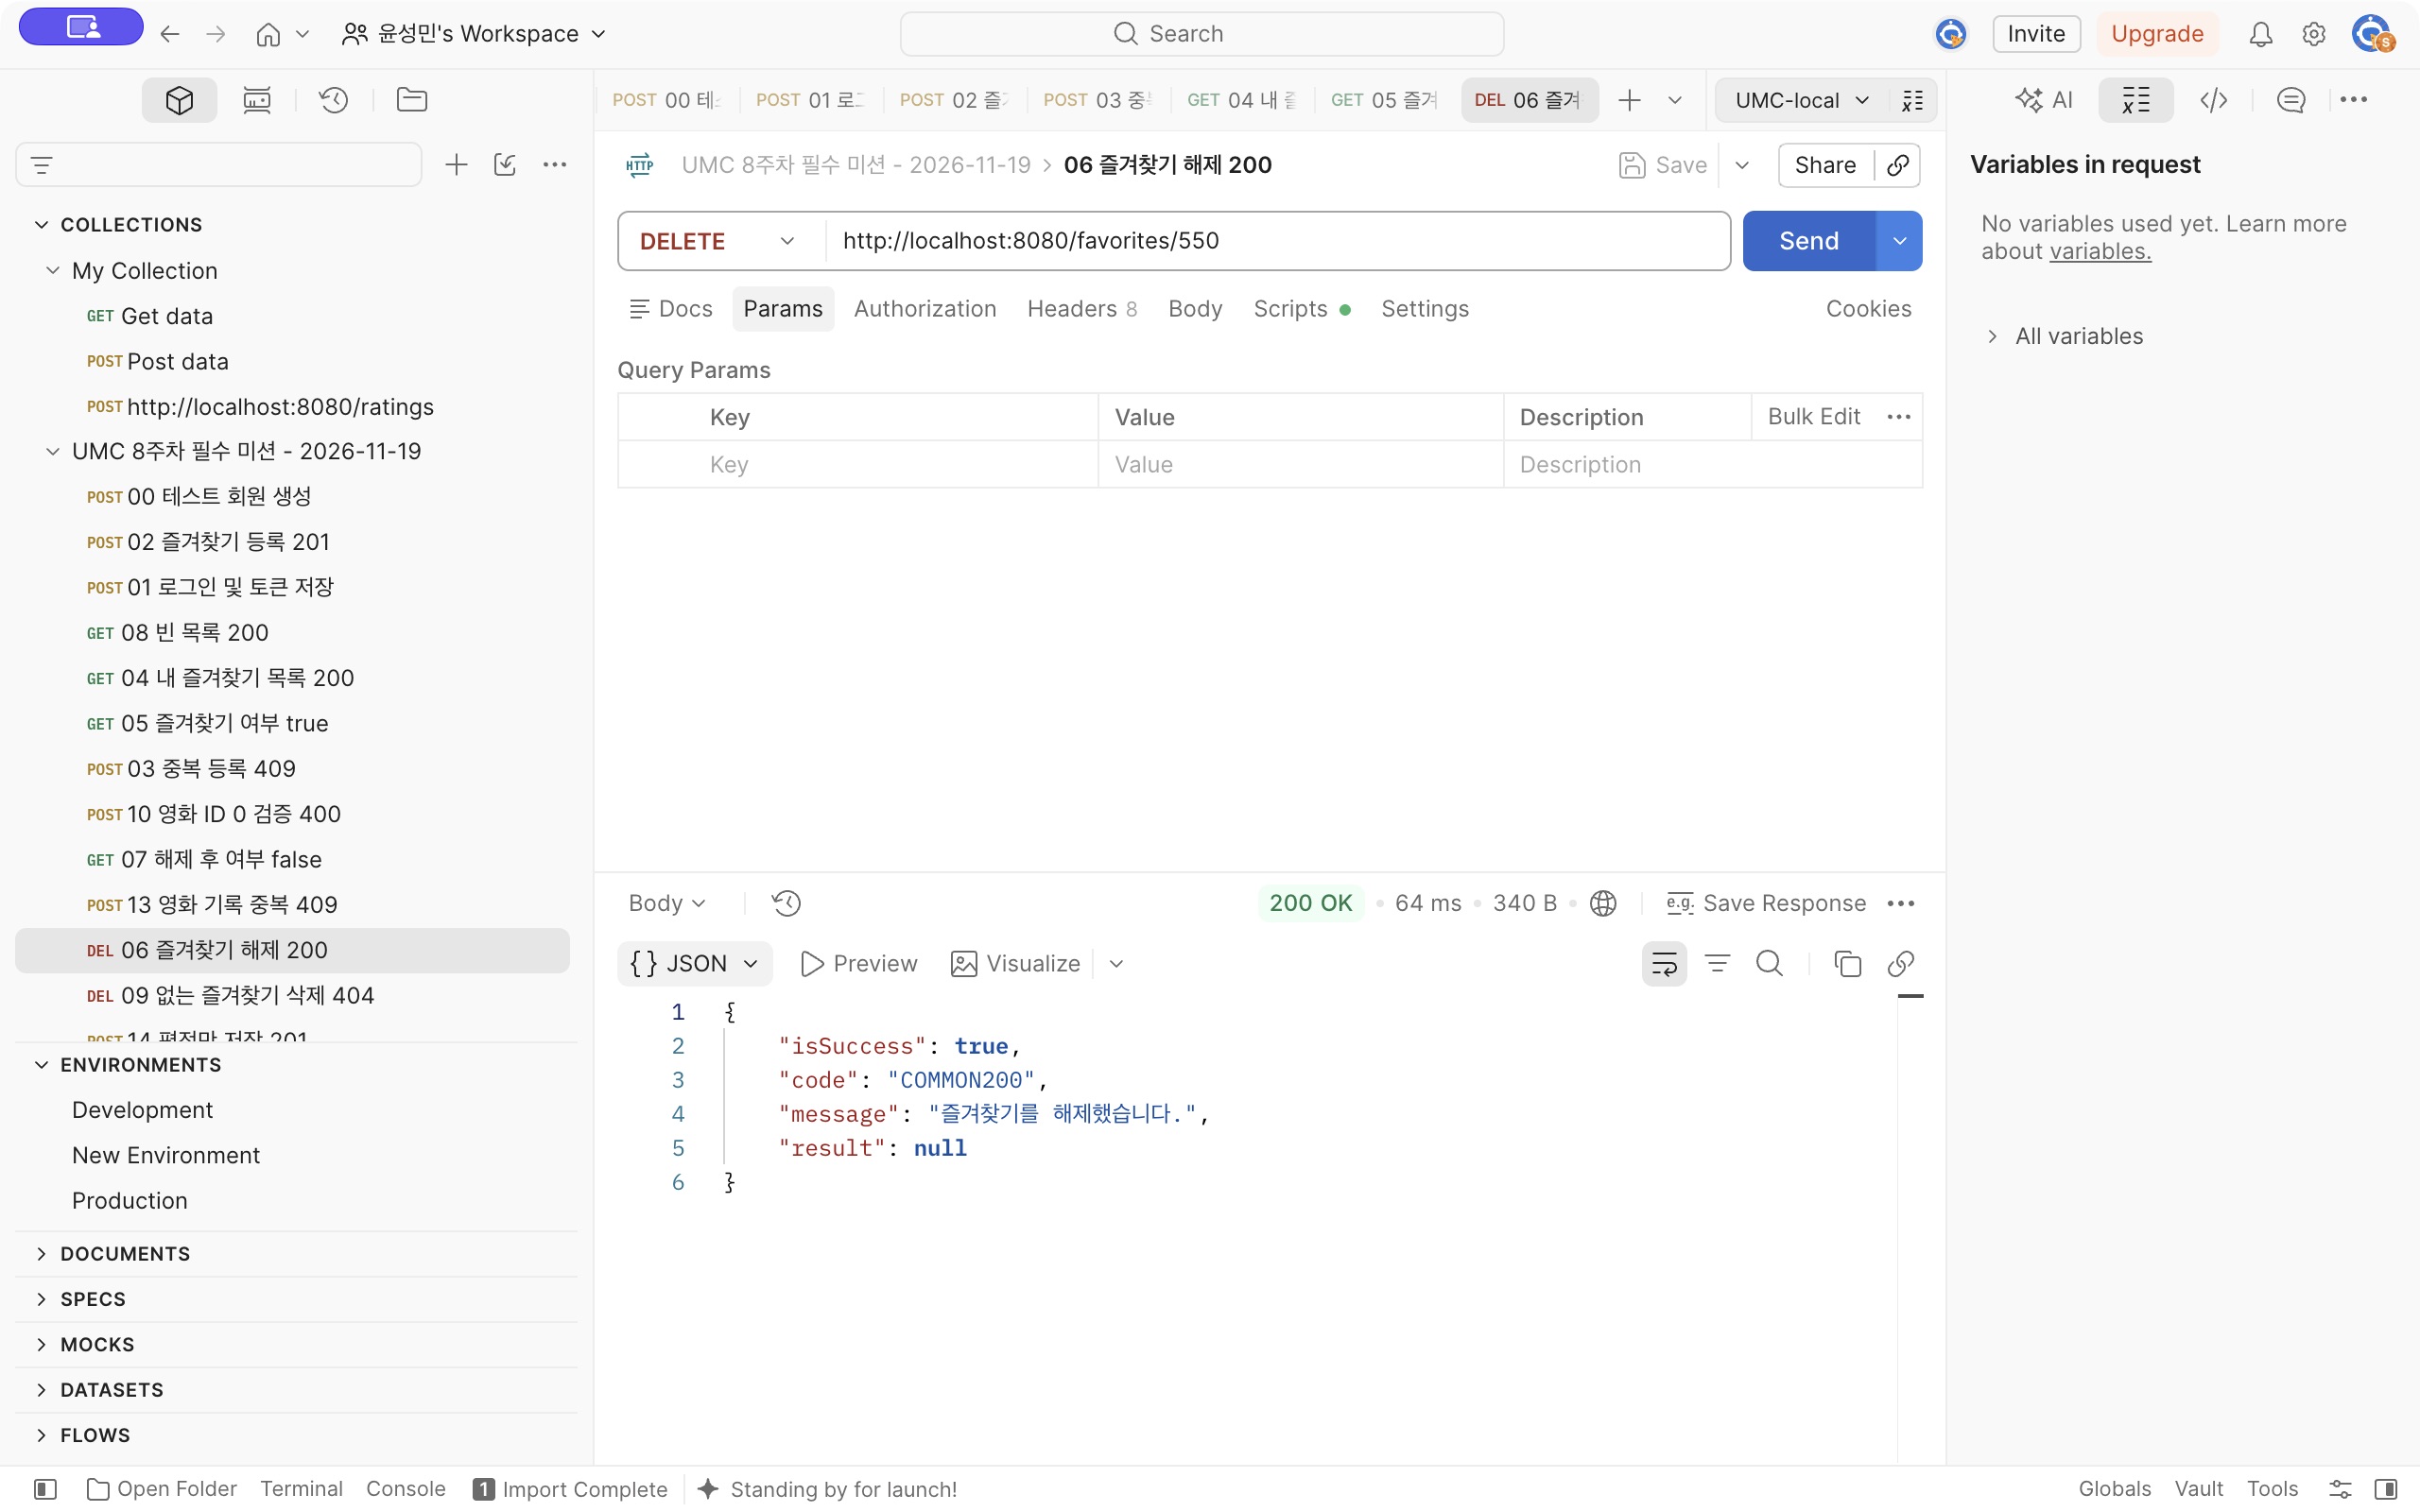 윤성민's Workspace
Search
Invite
Upgrade
POST 00 테
POST 01 로
POST 02 즐
POST 03 중
GET 04 내
GET 05 즐겨
DEL 06 즐겨
UMC-local
AI
COLLECTIONS
My Collection
GET Get data
POST Post data
POST http://localhost:8080/ratings
UMC 8주차 필수 미션 - 2026-11-19
POST 00 테스트 회원 생성
POST 02 즐겨찾기 등록 201
POST 01 로그인 및 토큰 저장
GET 08 빈 목록 200
GET 04 내 즐겨찾기 목록 200
GET 05 즐겨찾기 여부 true
POST 03 중복 등록 409
POST 10 영화 ID 0 검증 400
GET 07 해제 후 여부 false
POST 13 영화 기록 중복 409
DEL 06 즐겨찾기 해제 200
DEL 09 없는 즐겨찾기 삭제 404
POST 14 평점만 저장 201
ENVIRONMENTS
Development
New Environment
Production
DOCUMENTS
SPECS
MOCKS
DATASETS
FLOWS
HTTP UMC 8주차 필수 미션 - 2026-11-19 > 06 즐겨찾기 해제 200
Save
Share
DELETE http://localhost:8080/favorites/550
Send
Docs Params Authorization Headers 8 Body Scripts Settings Cookies
Query Params
Key Value Description Bulk Edit
Key Value Description
Body 200 OK 64 ms 340 B e.g. Save Response
{} JSON Preview Visualize
1 {
2 "isSuccess": true,
3 "code": "COMMON200",
4 "message": "즐겨찾기를 해제했습니다.",
5 "result": null
6 }
Variables in request
No variables used yet. Learn more
about variables.
All variables
Open Folder Terminal Console 1 Import Complete Standing by for launch!
Globals Vault Tools